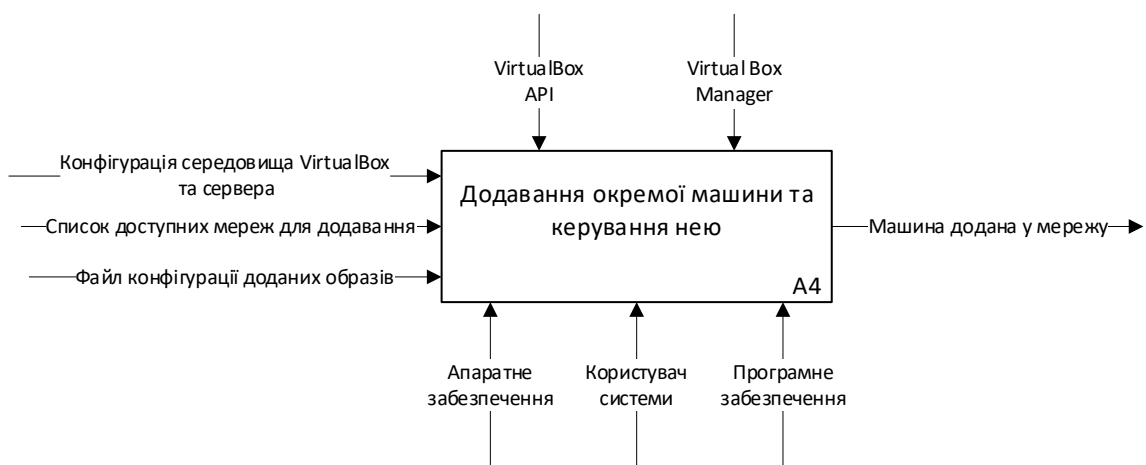 VirtualBox
API
Virtual Box
Manager
Конфігурація середовища VirtualBox
та сервера
Список доступних мереж для додавання
Файл конфігурації доданих образів
Додавання окремої машини та
керування нею
A4
Машина додана у мережу
Апаратне
забезпечення
Користувач
системи
Програмне
забезпечення